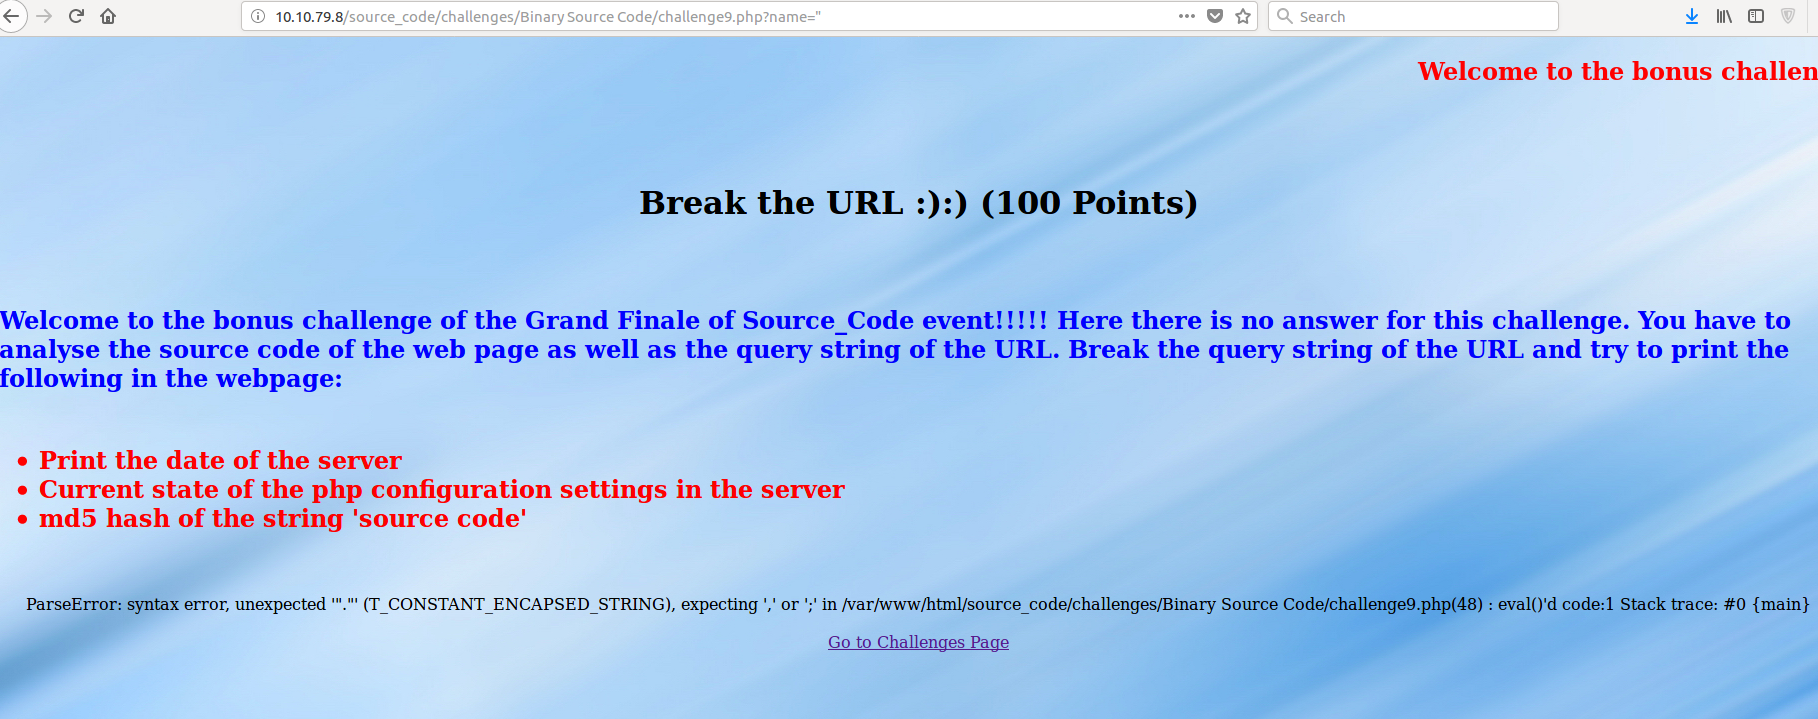 10.10.79.8/source_code/challenges/Binary Source Code/challenge9.php?name="
Search
Welcome to the bonus challen
Break the URL :):) (100 Points)
Welcome to the bonus challenge of the Grand Finale of Source_Code event!!!!! Here there is no answer for this challenge. You have to
analyse the source code of the web page as well as the query string of the URL. Break the query string of the URL and try to print the
following in the webpage:
• Print the date of the server
• Current state of the php configuration settings in the server
• md5 hash of the string 'source code'
ParseError: syntax error, unexpected '"."' (T_CONSTANT_ENCAPSED_STRING), expecting ',' or ';' in /var/www/html/source_code/challenges/Binary Source Code/challenge9.php(48) : eval()'d code:1 Stack trace: #0 {main}
Go to Challenges Page